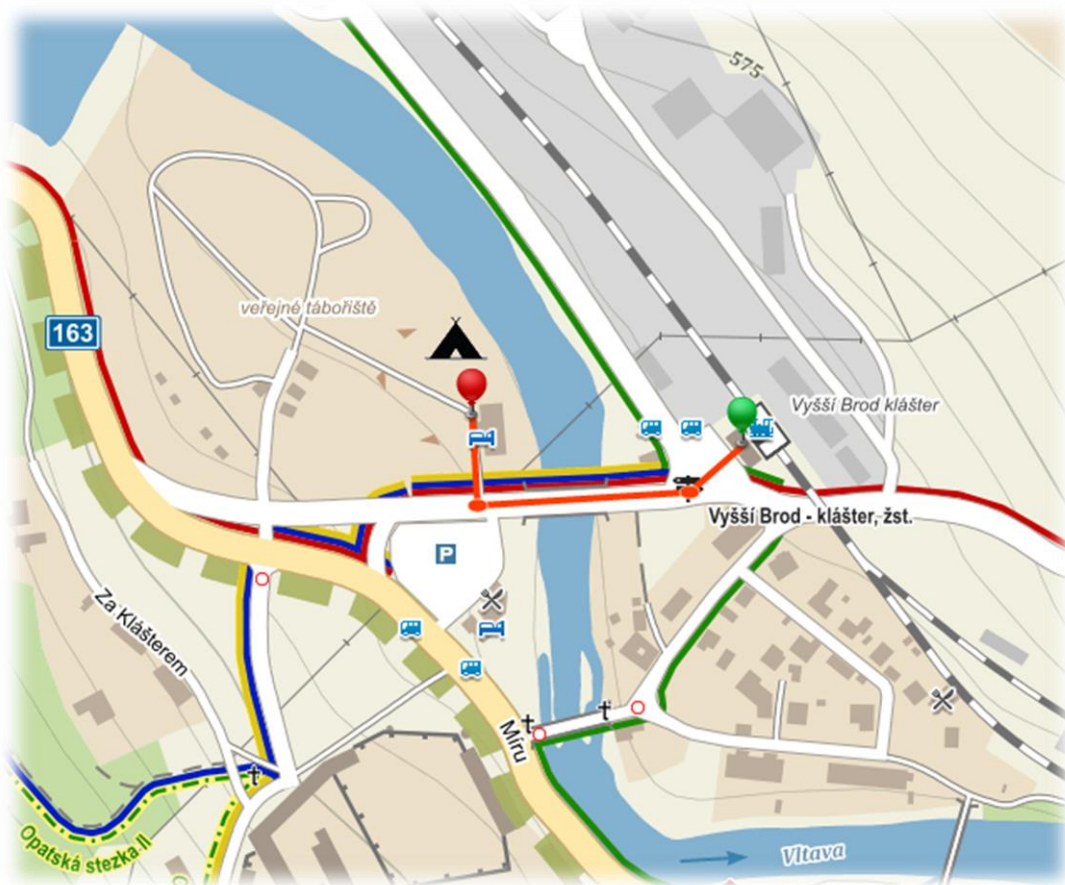 575
veřejné tábořiště
163
Vyšší Brod klášter
Vyšší Brod - klášter, žst.
P
Za Klášterem
Míru
Opatská stezka II
Vltava